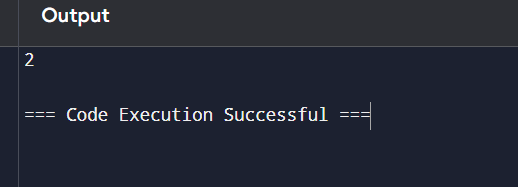 Output
2
=== Code Execution Successful ===